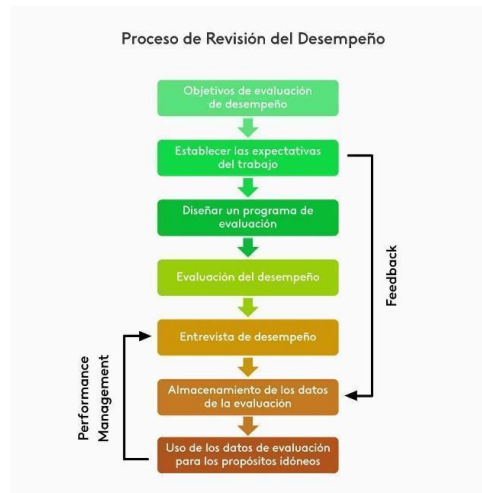 Proceso de Revisión del Desempeño
Objetivos de evaluación
de desempeño
Establecer las expectativas
del trabajo
Diseñar un programa de
evaluación
Evaluación del desempeño
Entrevista de desempeño
Almacenamiento de los datos
de la evaluación
Uso de los datos de evaluación
para los propósitos idóneos
Feedback
Performance
Management